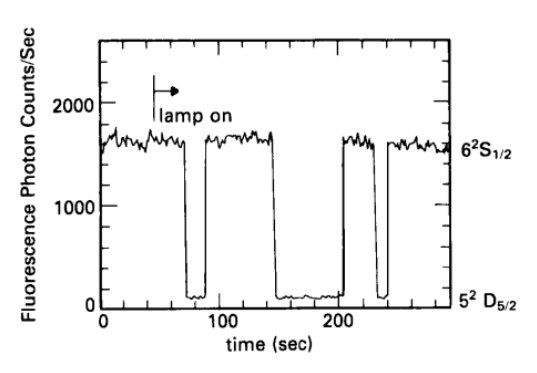 Fluorescence Photon Counts/Sec
2000
1000
0
lamp on
6²S₁/₂
5² D₅/₂
0
100
200
time (sec)